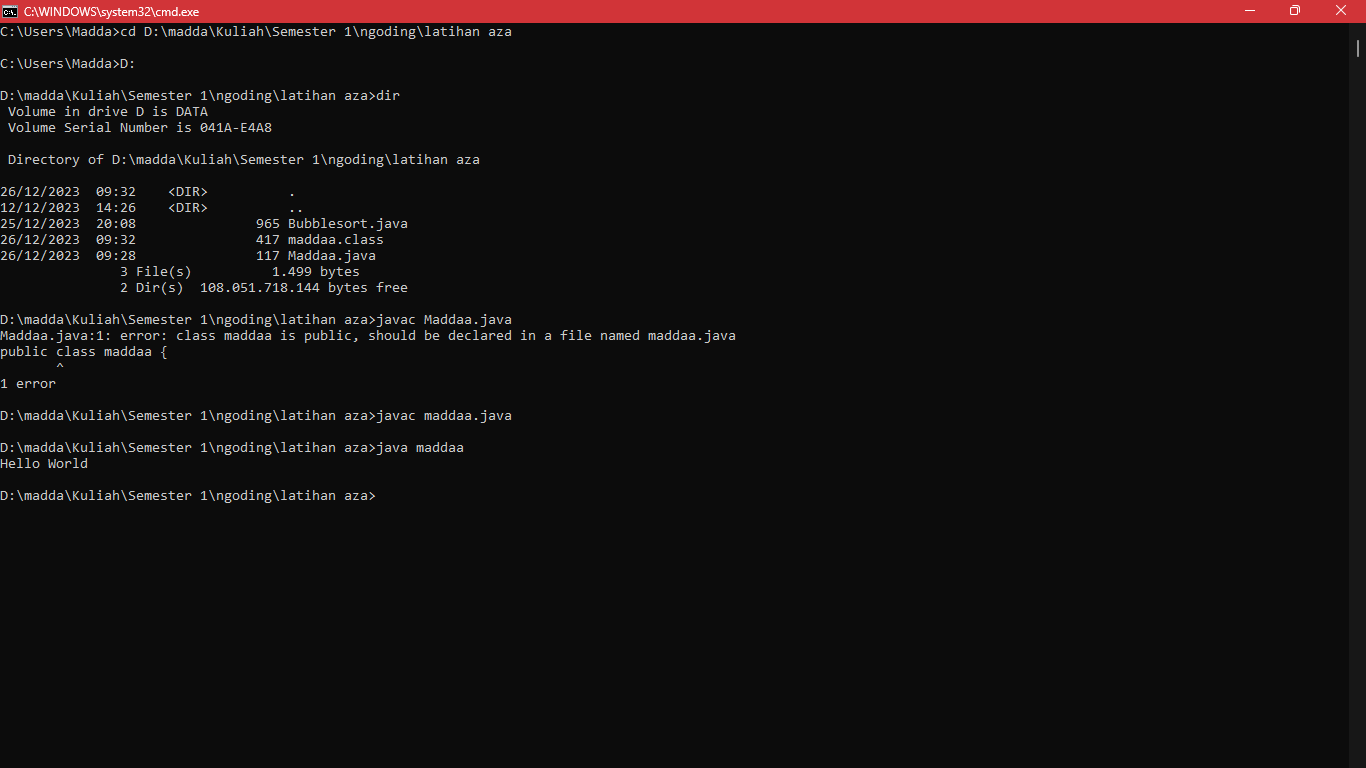 C:\WINDOWS\system32\cmd.exe
C:\Users\Madda>cd D:\madda\Kuliah\Semester 1\ngoding\latihan aza
C:\Users\Madda>D:
D:\madda\Kuliah\Semester 1\ngoding\latihan aza>dir
 Volume in drive D is DATA
 Volume Serial Number is 041A-E4A8
 Directory of D:\madda\Kuliah\Semester 1\ngoding\latihan aza
26/12/2023  09:32    <DIR>          .
12/12/2023  14:26    <DIR>          ..
25/12/2023  20:08               965 Bubblesort.java
26/12/2023  09:32               417 maddaa.class
26/12/2023  09:28               117 Maddaa.java
               3 File(s)          1.499 bytes
               2 Dir(s)  108.051.718.144 bytes free
D:\madda\Kuliah\Semester 1\ngoding\latihan aza>javac Maddaa.java
Maddaa.java:1: error: class maddaa is public, should be declared in a file named maddaa.java
public class maddaa {
       ^
1 error
D:\madda\Kuliah\Semester 1\ngoding\latihan aza>javac maddaa.java
D:\madda\Kuliah\Semester 1\ngoding\latihan aza>java maddaa
Hello World
D:\madda\Kuliah\Semester 1\ngoding\latihan aza>